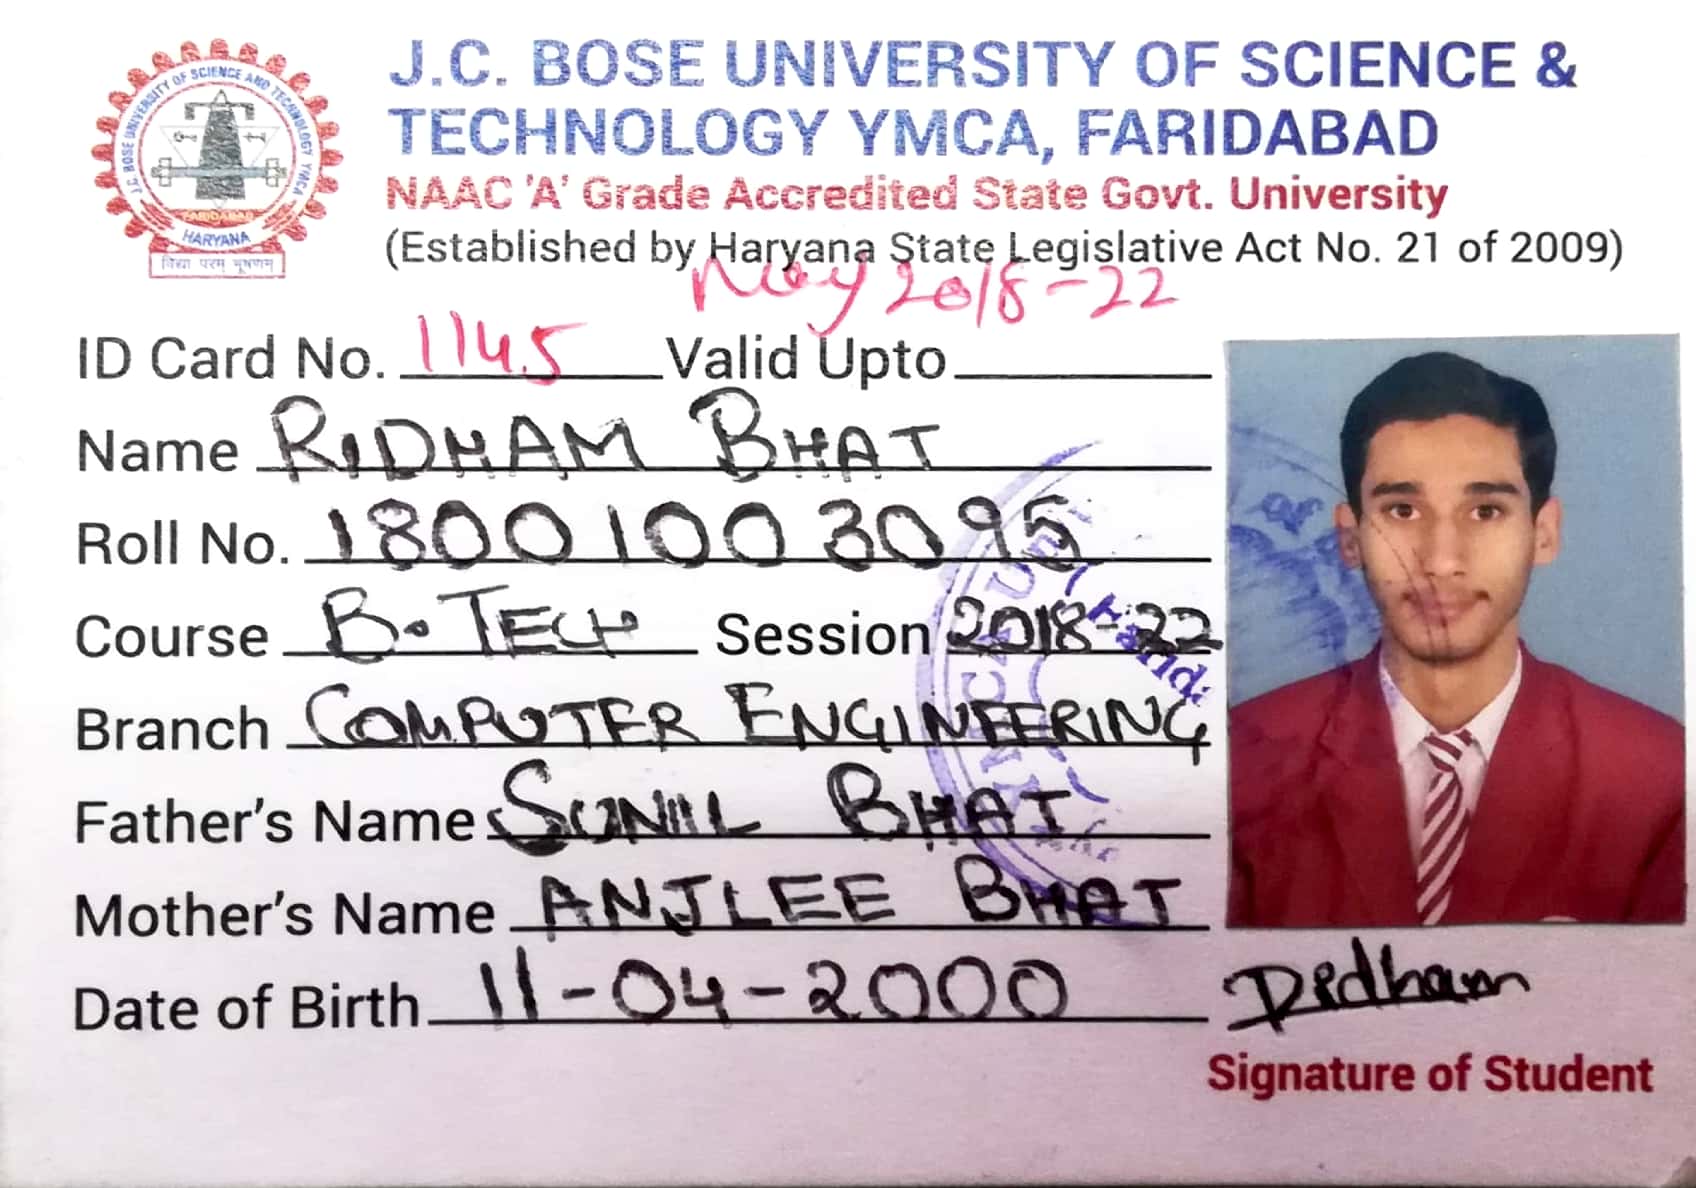 J.C. BOSE UNIVERSITY OF SCIENCE AND TECHNOLOGY YMCA
FARIDABAD
HARYANA
विद्या परम् भूषणम्
J.C. BOSE UNIVERSITY OF SCIENCE &
TECHNOLOGY YMCA, FARIDABAD
NAAC 'A' Grade Accredited State Govt. University
(Established by Haryana State Legislative Act No. 21 of 2009)
May 2018-22
ID Card No. 1145 Valid Upto
Name RIDHAM BHAT
Roll No. 18001003095
Course B.TECH Session 2018-22
Branch COMPUTER ENGINEERING
Father's Name SUNIL BHAT
Mother's Name ANJLEE BHAT
Date of Birth 11-04-2000
Ridham
Signature of Student